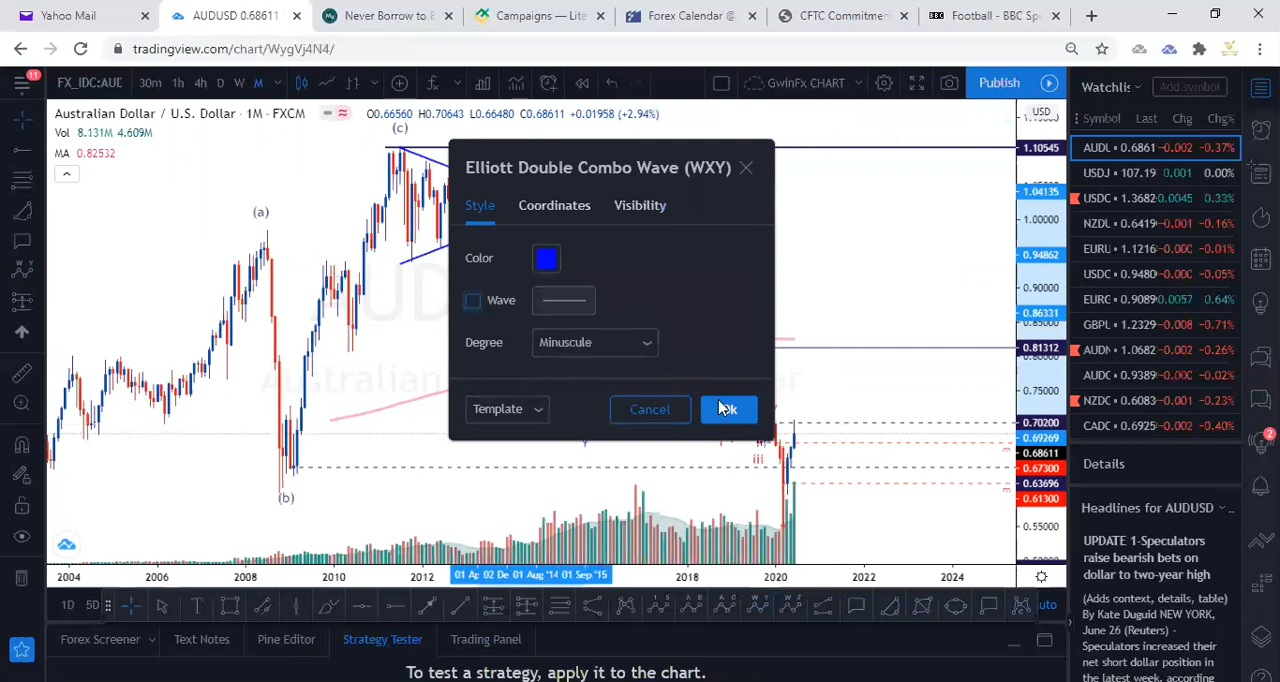 Yahoo Mail
AUDUSD 0.68611
Never Borrow to B
Campaigns — Lite
Forex Calendar @
CFTC Commitmen
Football - BBC Sp
tradingview.com/chart/WygVj4N4/
11
FX_IDC:AUD
30m 1h 4h D W M
GwinFX CHART
Publish
Watchlis
Add symbol
Australian Dollar / U.S. Dollar · 1M · FXCM
O0.66560 H0.70643 L0.66480 C0.68611 +0.01958 (+2.94%)
Vol 8.131M 4.609M
MA 0.82532
USD
Symbol Last Chg Chg%
AUDL 0.6861 -0.002 -0.37%
USDJ 107.19 0.001 0.00%
USDC 1.3682 0.0045 0.33%
NZDL 0.6419 -0.001 -0.16%
EURU 1.1216 -0.000 -0.01%
USDC 0.9480 -0.000 -0.05%
EURC 0.9089 0.0057 0.64%
GBPL 1.2329 -0.008 -0.71%
AUDN 1.0682 -0.002 -0.26%
AUDC 0.9389 -0.000 -0.02%
NZDC 0.6083 -0.001 -0.23%
CADC 0.6925 -0.002 -0.40%
(c)
(a)
(b)
iii
Elliott Double Combo Wave (WXY)
Style Coordinates Visibility
Color
Wave
Degree Minuscule
Template Cancel Ok
1.10545
1.04135
1.00000
0.94862
0.90000
0.86331
0.81312
0.75000
0.70200
0.69269
0.68611
0.67300
0.63696
0.61300
0.55000
2
Details
Headlines for AUDUSD
UPDATE 1-Speculators
raise bearish bets on
dollar to two-year high
(Adds context, details, table)
By Kate Duguid NEW YORK,
June 26 (Reuters) -
Speculators increased their
net short dollar position in
the latest week, according
2004 2006 2008 2010 2012 01 Ap 02 De 01 Aug '14 01 Sep '15 2018 2020 2022 2024
1D 5D
auto
Forex Screener Text Notes Pine Editor Strategy Tester Trading Panel
To test a strategy, apply it to the chart.